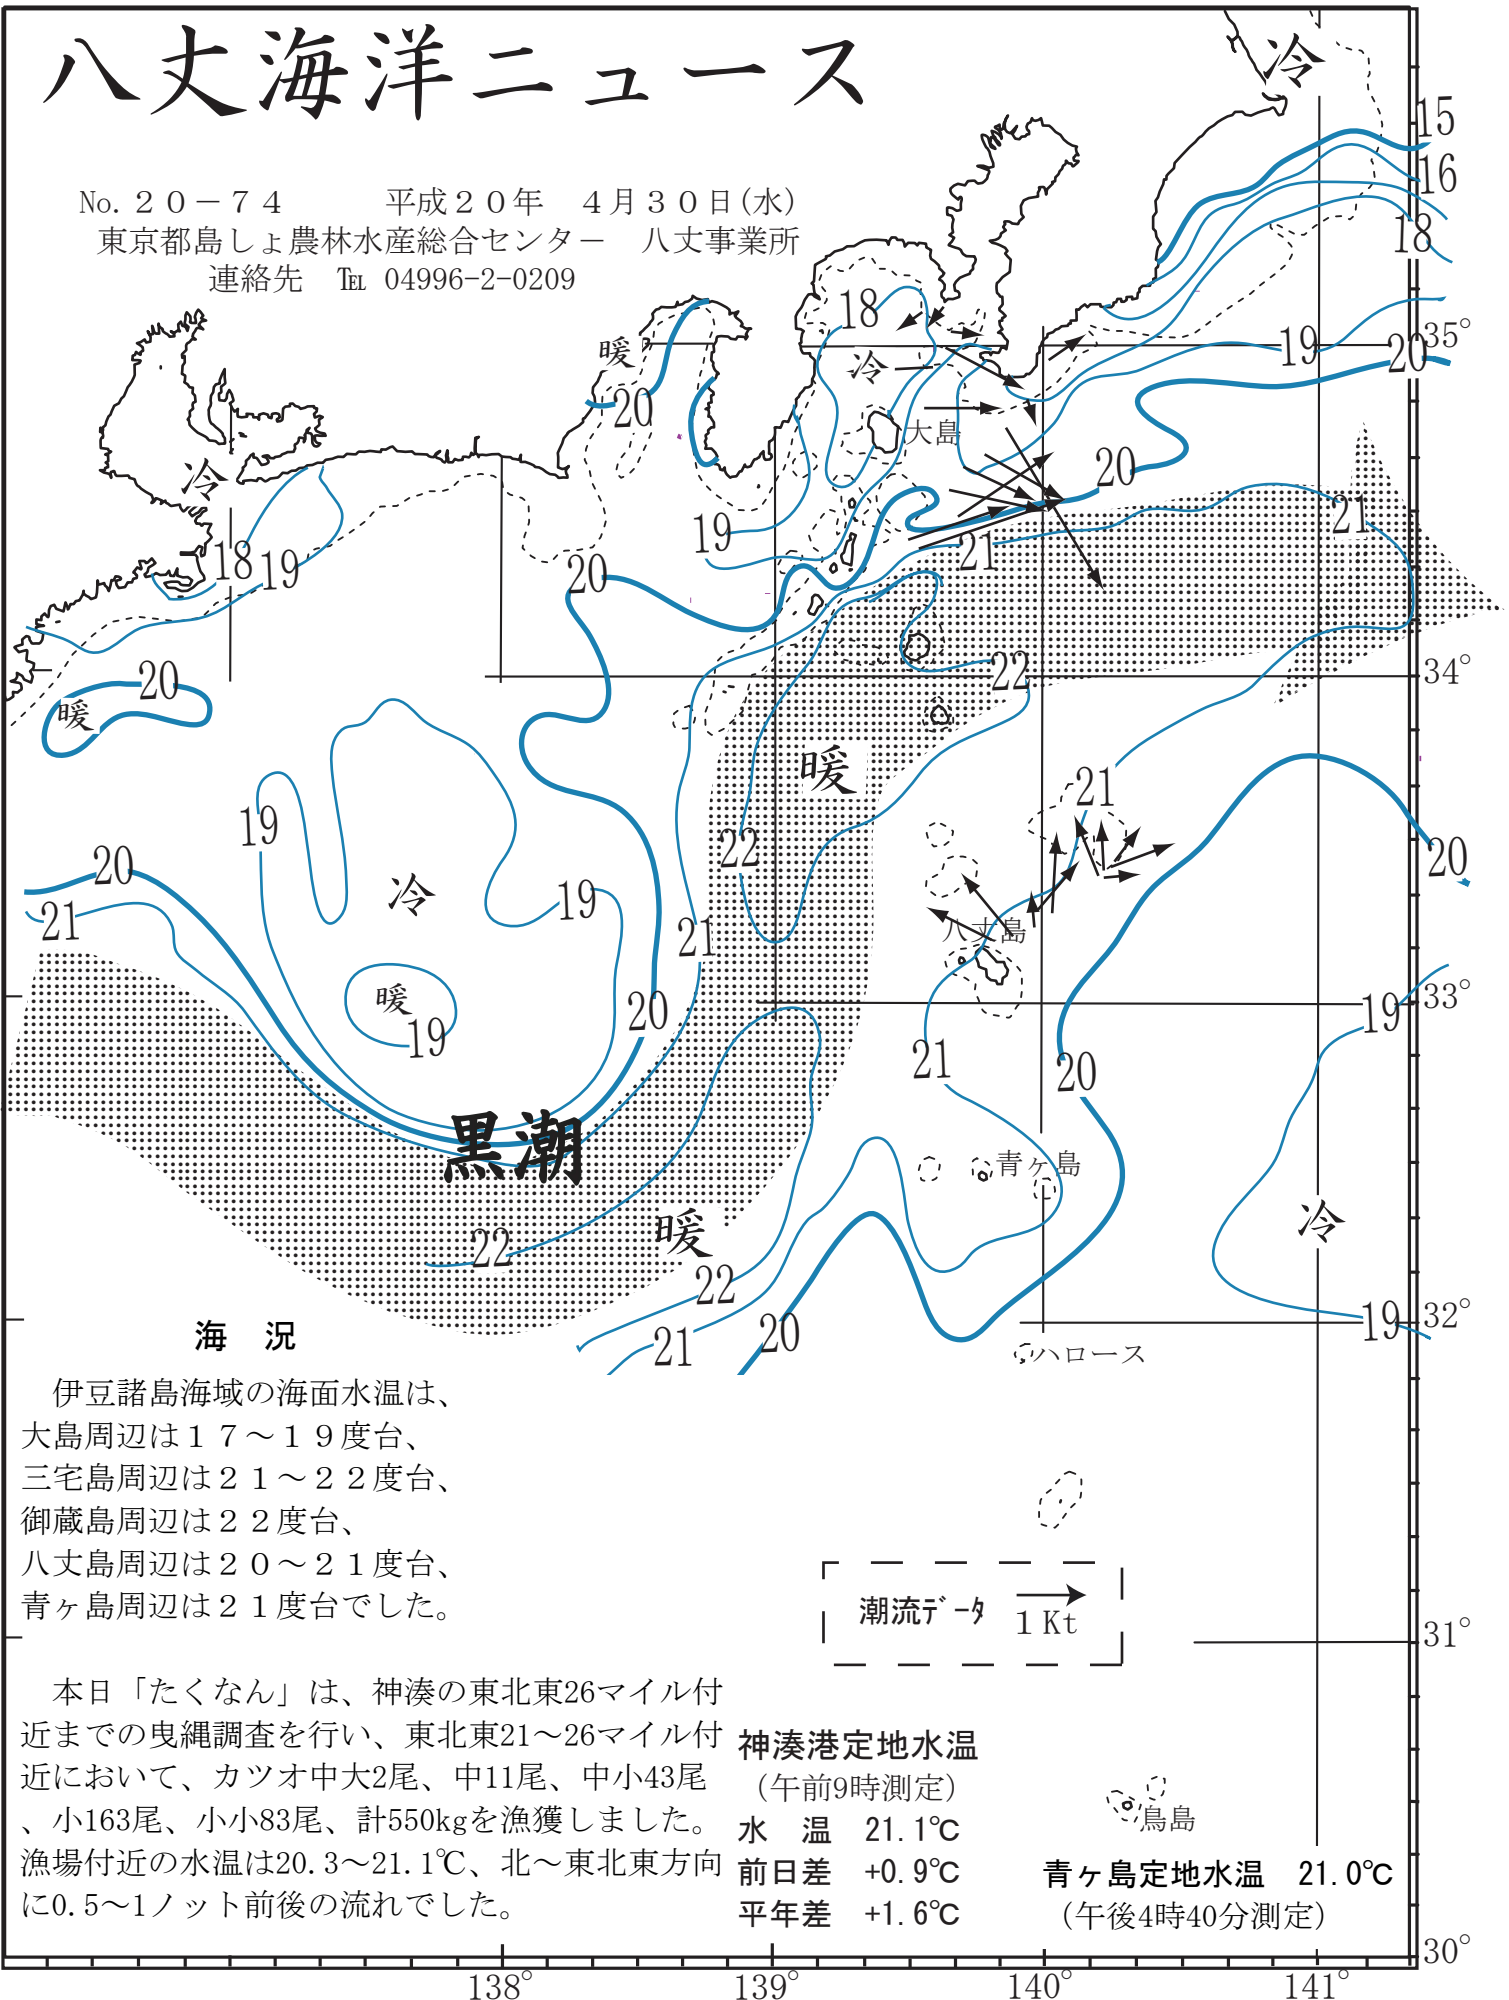 八丈海洋ニュース
No.２０－７４　　　平成２０年　４月３０日(水)
東京都島しょ農林水産総合センター　八丈事業所
連絡先　℡ 04996-2-0209
冷
15
16
18
35°
19
20
18
冷
暖
20
大島
冷
20
21
18
19
19
20
21
22
34°
20
暖
暖
21
19
22
20
冷
19
20
21
21
八丈島
暖
19
20
33°
19
21
20
黒潮
青ヶ島
冷
22
暖
22
21
20
19
32°
ハロース
海　況
伊豆諸島海域の海面水温は、
大島周辺は１７～１９度台、
三宅島周辺は２１～２２度台、
御蔵島周辺は２２度台、
八丈島周辺は２０～２１度台、
青ヶ島周辺は２１度台でした。
潮流データ
１Kt
31°
本日「たくなん」は、神湊の東北東26マイル付
近までの曳縄調査を行い、東北東21～26マイル付
近において、カツオ中大2尾、中11尾、中小43尾
、小163尾、小小83尾、計550kgを漁獲しました。
漁場付近の水温は20.3～21.1℃、北～東北東方向
に0.5～1ノット前後の流れでした。
神湊港定地水温
（午前9時測定）
水　温　21.1℃
前日差　+0.9℃
平年差　+1.6℃
鳥島
青ヶ島定地水温　21.0℃
（午後4時40分測定）
30°
138°
139°
140°
141°